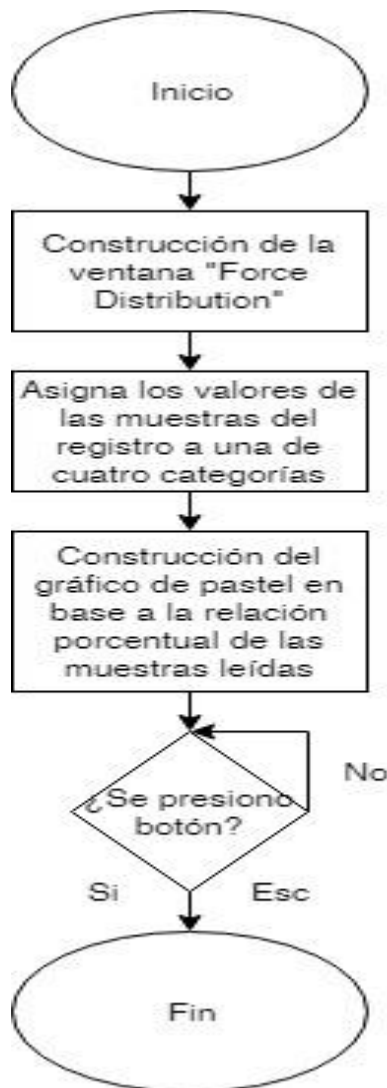 Inicio
Construcción de la
ventana "Force
Distribution"
Asigna los valores de
las muestras del
registro a una de
cuatro categorías
Construcción del
gráfico de pastel en
base a la relación
porcentual de las
muestras leídas
No
¿Se presiono
botón?
Si
Esc
Fin